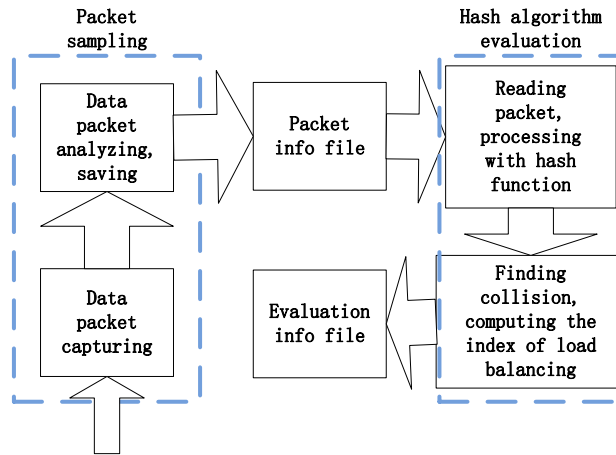 Packet
sampling
Hash algorithm
evaluation
Data
packet
analyzing,
saving
Packet
info file
Reading
packet,
processing
with hash
function
Data
packet
capturing
Evaluation
info file
Finding
collision,
computing the
index of load
balancing